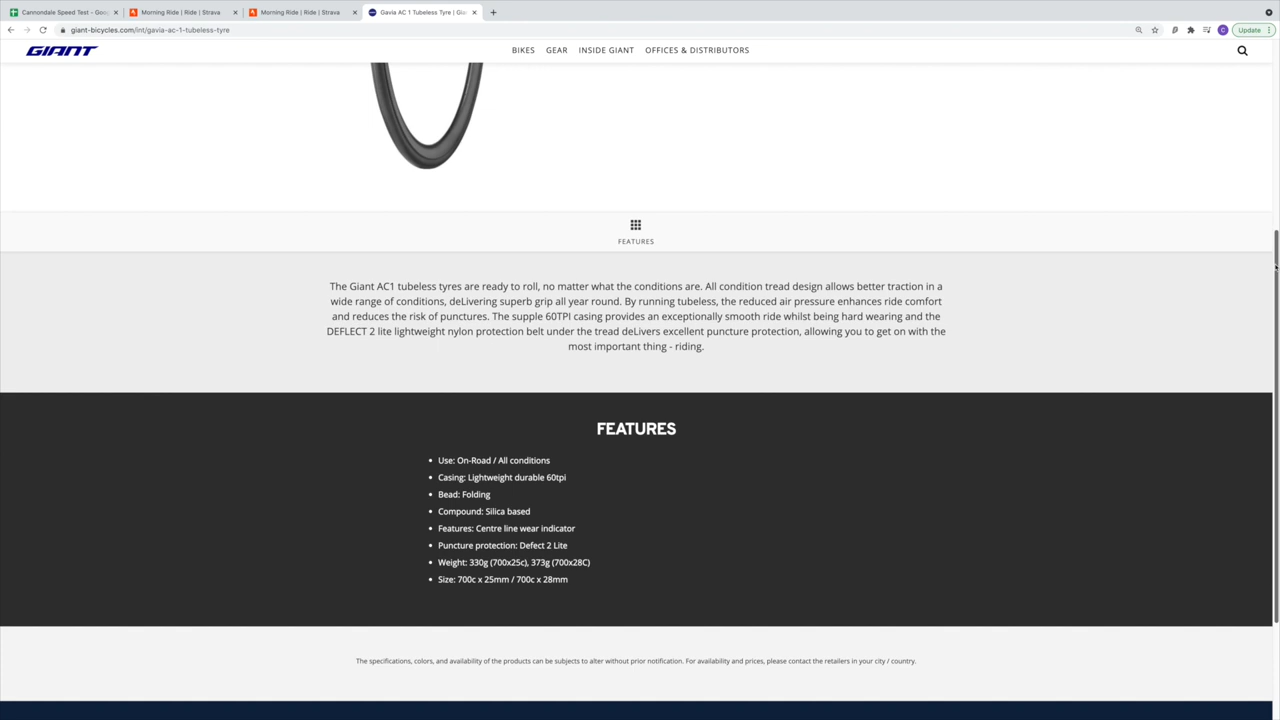 Cannondale Speed Test - Goo
Morning Ride | Ride | Strava
Morning Ride | Ride | Strava
Gavia AC 1 Tubeless Tyre | Gia
giant-bicycles.com/int/gavia-ac-1-tubeless-tyre
C
Update
GIANT
BIKES
GEAR
INSIDE GIANT
OFFICES & DISTRIBUTORS
FEATURES
The Giant AC1 tubeless tyres are ready to roll, no matter what the conditions are. All condition tread design allows better traction in a
wide range of conditions, deLivering superb grip all year round. By running tubeless, the reduced air pressure enhances ride comfort
and reduces the risk of punctures. The supple 60TPI casing provides an exceptionally smooth ride whilst being hard wearing and the
DEFLECT 2 lite lightweight nylon protection belt under the tread deLivers excellent puncture protection, allowing you to get on with the
most important thing - riding.
FEATURES
• Use: On-Road / All conditions
• Casing: Lightweight durable 60tpi
• Bead: Folding
• Compound: Silica based
• Features: Centre line wear indicator
• Puncture protection: Defect 2 Lite
• Weight: 330g (700x25c), 373g (700x28C)
• Size: 700c x 25mm / 700c x 28mm
The specifications, colors, and availability of the products can be subjects to alter without prior notification. For availability and prices, please contact the retailers in your city / country.